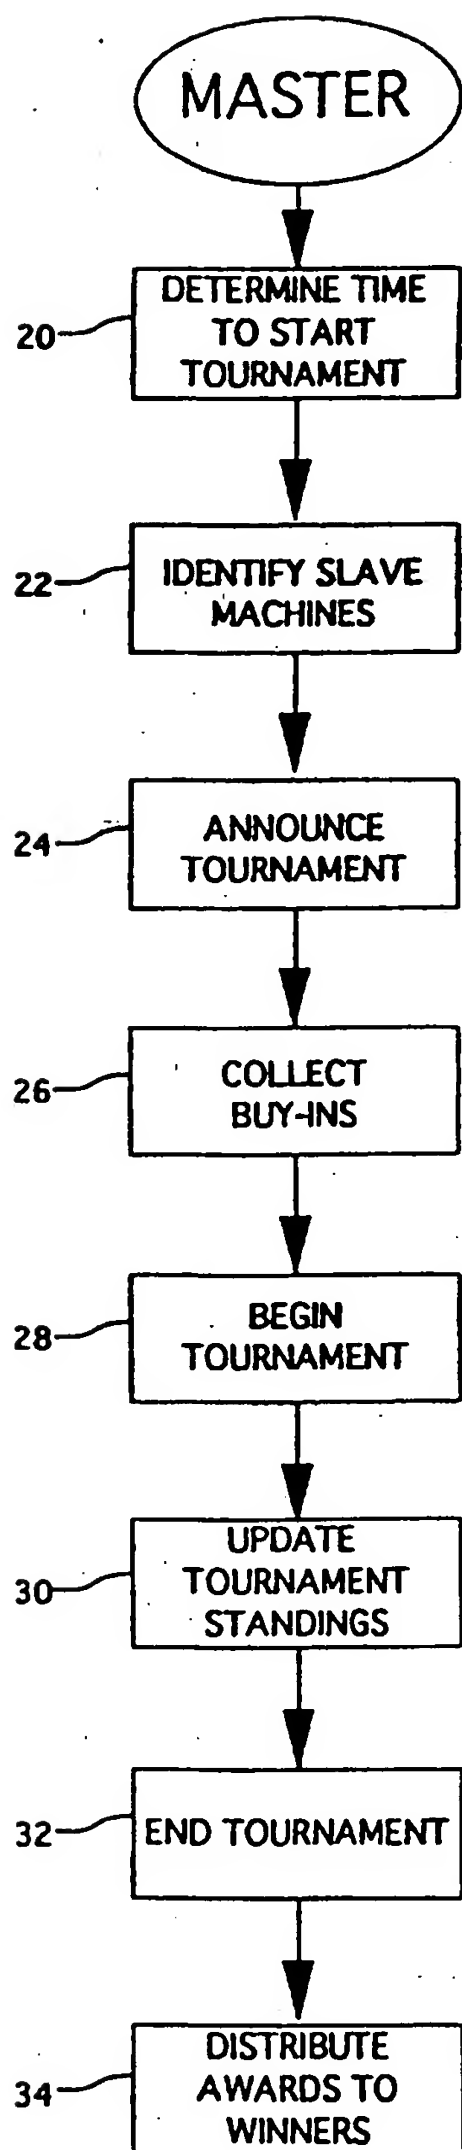 MASTER
DETERMINE TIME
20
TO START
TOURNAMENT
22
IDENTIFY SLAVE
MACHINES
24
ANNOUNCE
TOURNAMENT
26
COLLECT
BUY-INS
28
BEGIN
TOURNAMENT
30
UPDATE
TOURNAMENT
STANDINGS
32
END TOURNAMENT
34
DISTRIBUTE
AWARDS TO
WINNERS